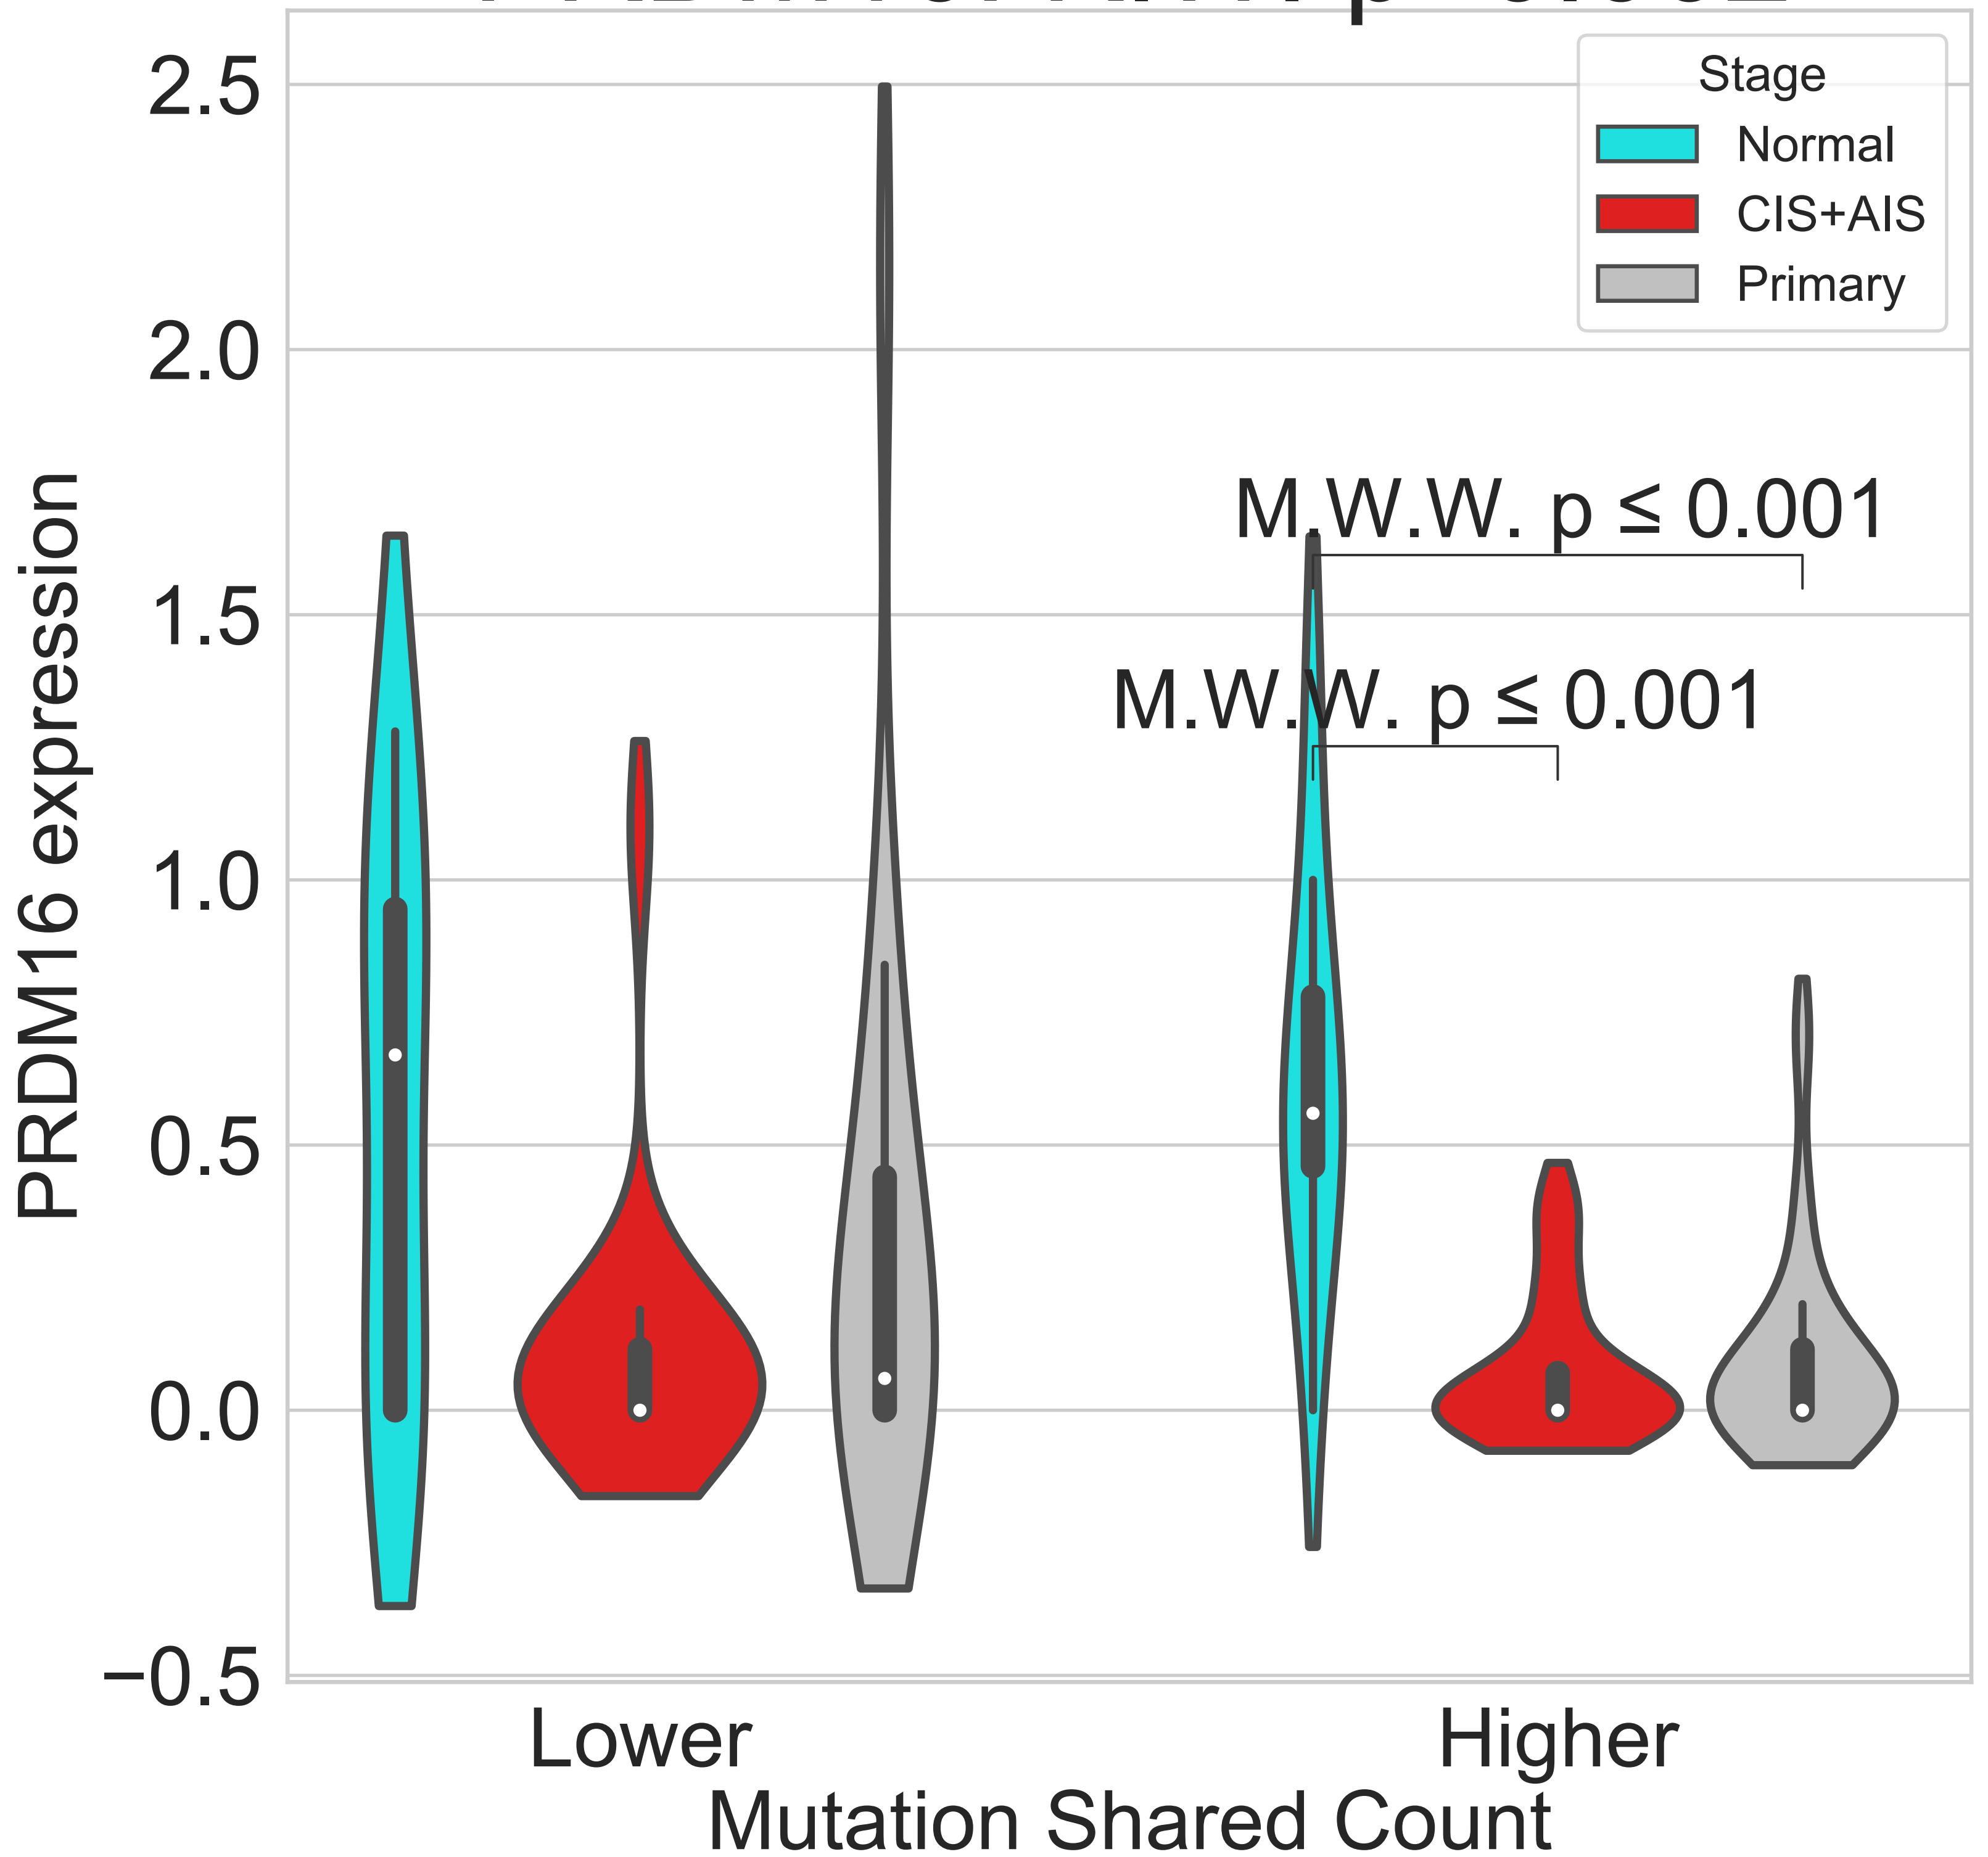 2.5
2.0
1.5
1.0
0.5
0.0
−0.5
PRDM16 expression
Stage
Normal
CIS+AIS
Primary
M.W.W. p ≤ 0.001
M.W.W. p ≤ 0.001
Lower
Higher
Mutation Shared Count